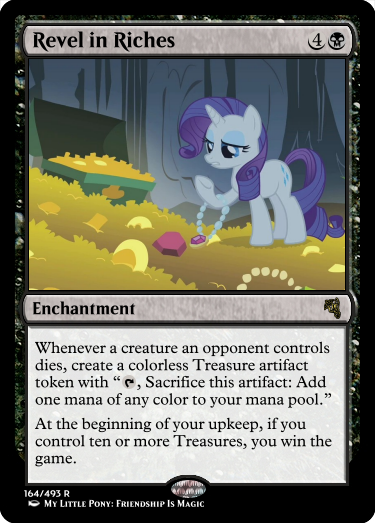 Revel in Riches 4
Enchantment
Whenever a creature an opponent controls
dies, create a colorless Treasure artifact
token with “ , Sacrifice this artifact: Add
one mana of any color to your mana pool.”
At the beginning of your upkeep, if you
control ten or more Treasures, you win the
game.
164/493 R
My Little Pony: Friendship Is Magic